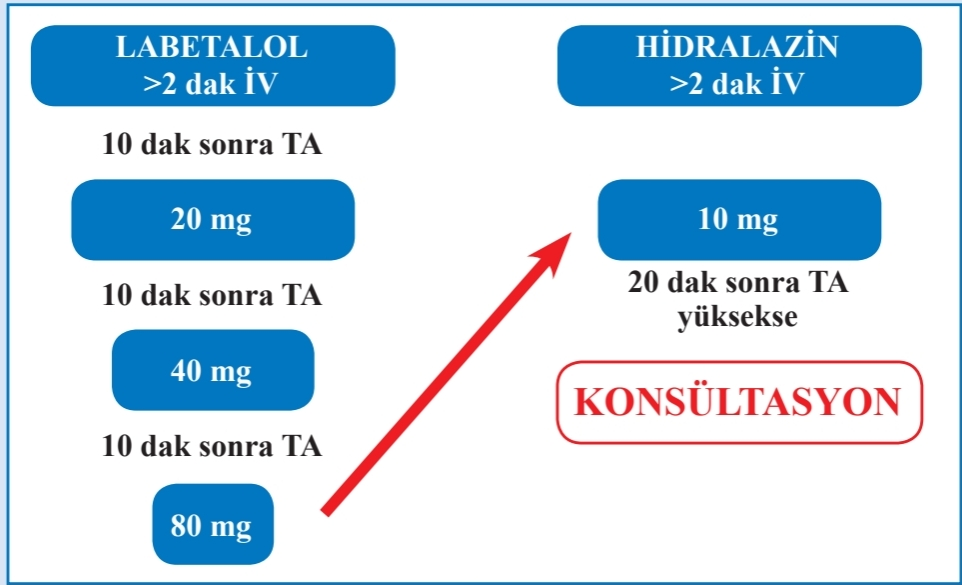 LABETALOL
>2 dak İV
10 dak sonra TA
20 mg
10 dak sonra TA
40 mg
10 dak sonra TA
80 mg
HİDRALAZİN
>2 dak İV
10 mg
20 dak sonra TA
yüksekse
KONSÜLTASYON